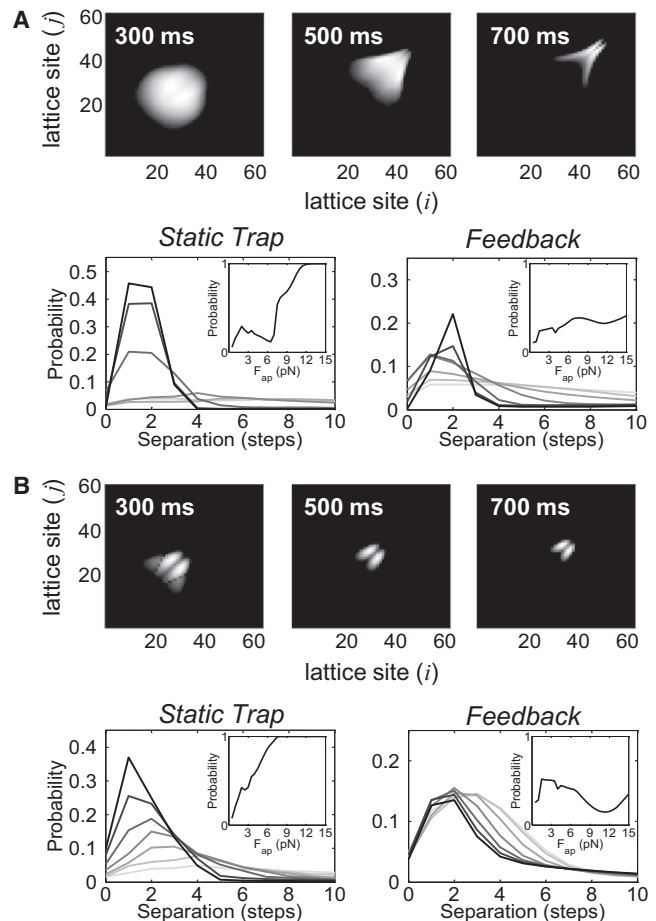 A
lattice site (j)
60
40
20
300 ms
500 ms
700 ms
20 40 60
20 40 60
20 40 60
lattice site (i)
Static Trap
Probability
0.5
0.4
0.3
0.2
0.1
0
0 2 4 6 8 10
Separation (steps)
Probability
1
0
3 6 9 12 15
F_ap (pN)
Feedback
0.3
0.2
0.1
0
0 2 4 6 8 10
Separation (steps)
Probability
1
0
3 6 9 12 15
F_ap (pN)
B
lattice site (j)
60
40
20
300 ms
500 ms
700 ms
20 40 60
20 40 60
20 40 60
lattice site (i)
Static Trap
Probability
0.4
0.3
0.2
0.1
0
0 2 4 6 8 10
Separation (steps)
Probability
1
0
3 6 9 12 15
F_ap (pN)
Feedback
0.2
0.1
0
0 2 4 6 8 10
Separation (steps)
Probability
1
0
3 6 9 12 15
F_ap (pN)